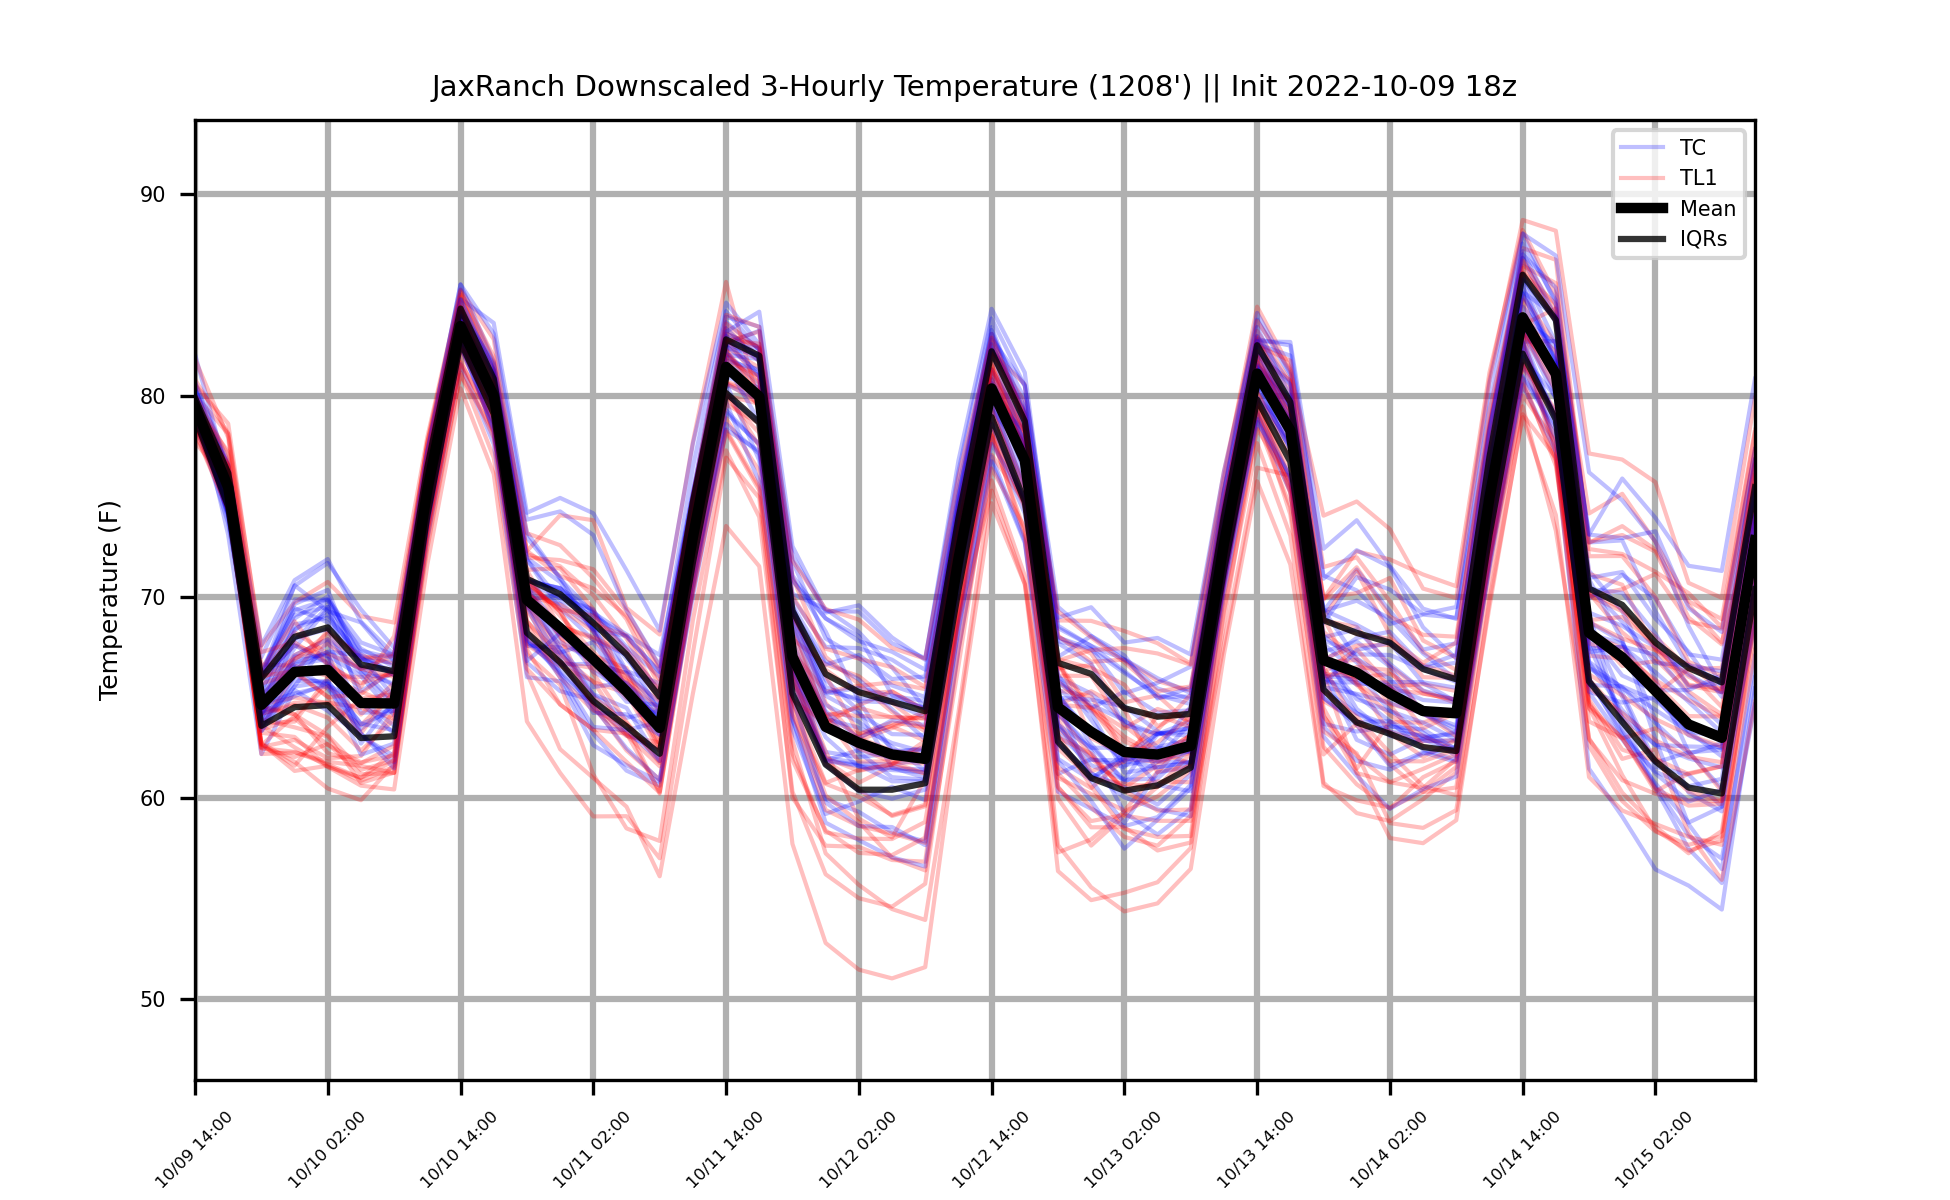 JaxRanch Downscaled 3-Hourly Temperature (1208') || Init 2022-10-09 18z
TC
TL1
Mean
IQRs
Temperature (F)
90
80
70
60
50
10/09 14:00
10/10 02:00
10/10 14:00
10/11 02:00
10/11 14:00
10/12 02:00
10/12 14:00
10/13 02:00
10/13 14:00
10/14 02:00
10/14 14:00
10/15 02:00